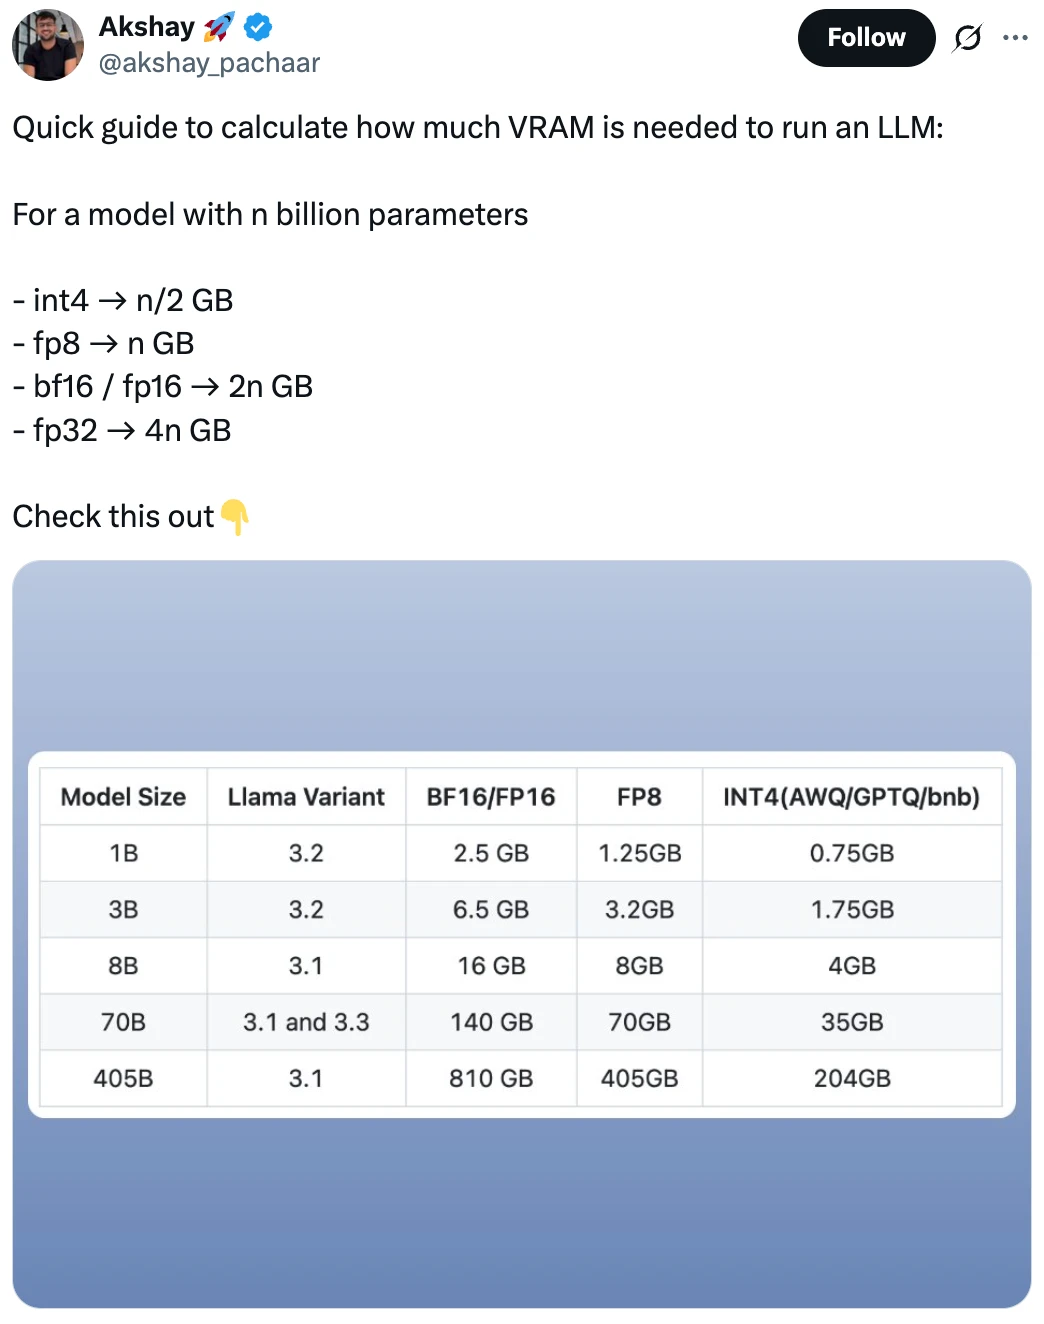 Akshay 🚀
@akshay_pachaar
Follow
Quick guide to calculate how much VRAM is needed to run an LLM:
For a model with n billion parameters
- int4 → n/2 GB
- fp8 → n GB
- bf16 / fp16 → 2n GB
- fp32 → 4n GB
Check this out👇
Model Size Llama Variant BF16/FP16 FP8 INT4(AWQ/GPTQ/bnb)
1B 3.2 2.5 GB 1.25GB 0.75GB
3B 3.2 6.5 GB 3.2GB 1.75GB
8B 3.1 16 GB 8GB 4GB
70B 3.1 and 3.3 140 GB 70GB 35GB
405B 3.1 810 GB 405GB 204GB